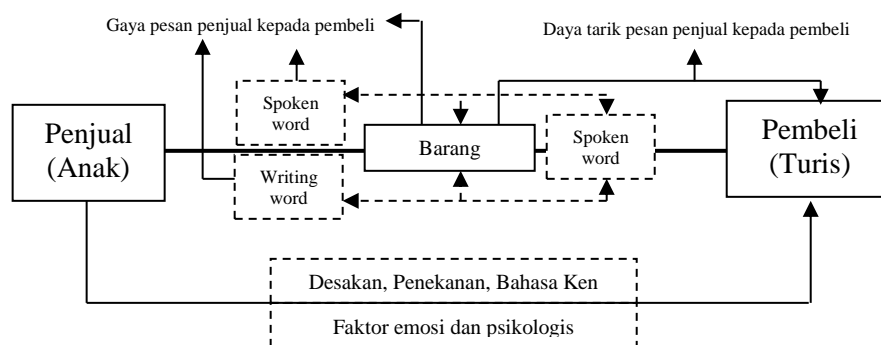 Gaya pesan penjual kepada pembeli
Daya tarik pesan penjual kepada pembeli
Penjual
(Anak)
Spoken
word
Writing
word
Barang
Spoken
word
Pembeli
(Turis)
Desakan, Penekanan, Bahasa Ken
Faktor emosi dan psikologis